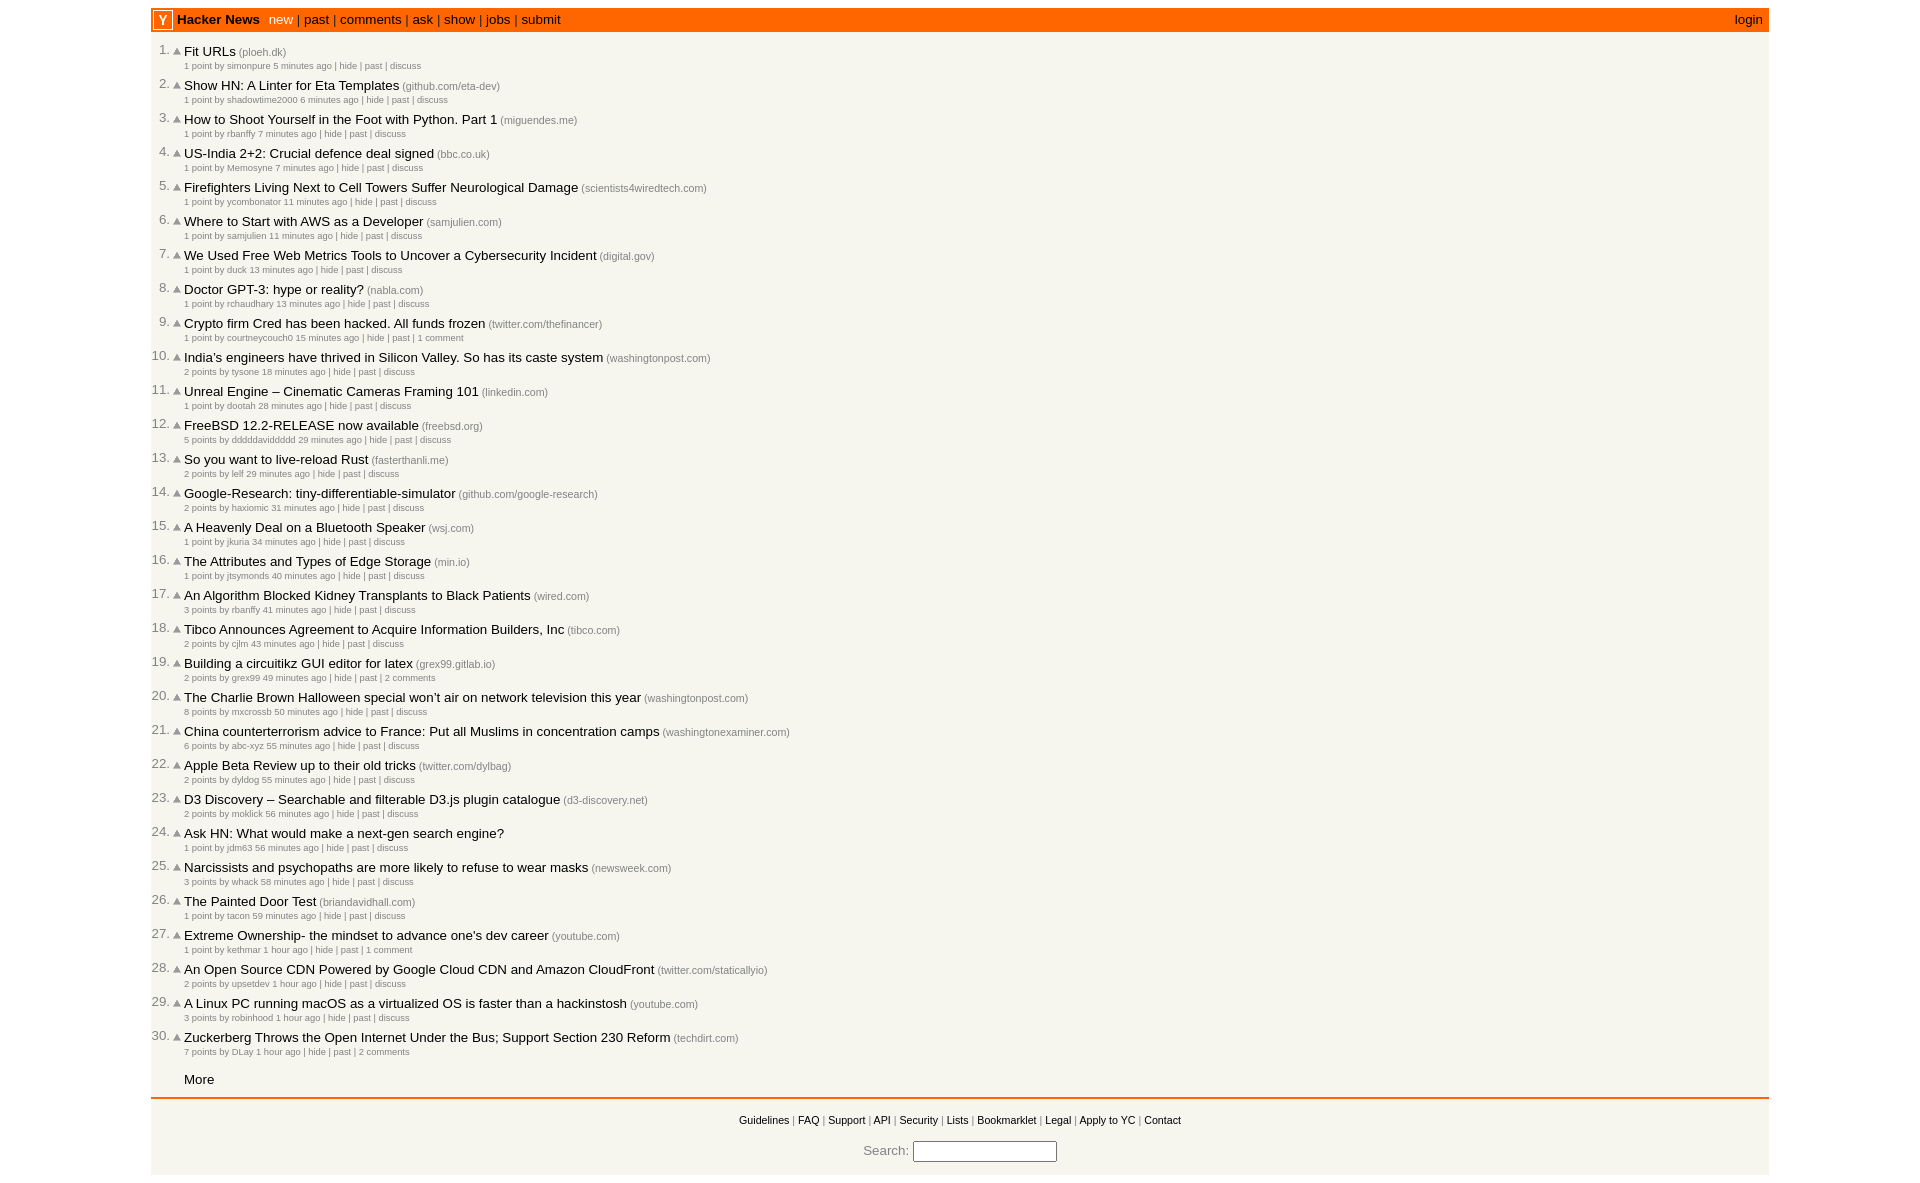 Y Hacker News new | past | comments | ask | show | jobs | submit login
1. Fit URLs (ploeh.dk)
1 point by simonpure 5 minutes ago | hide | past | discuss
2. Show HN: A Linter for Eta Templates (github.com/eta-dev)
1 point by shadowtime2000 6 minutes ago | hide | past | discuss
3. How to Shoot Yourself in the Foot with Python. Part 1 (miguendes.me)
1 point by rbanffy 7 minutes ago | hide | past | discuss
4. US-India 2+2: Crucial defence deal signed (bbc.co.uk)
1 point by Memosyne 7 minutes ago | hide | past | discuss
5. Firefighters Living Next to Cell Towers Suffer Neurological Damage (scientists4wiredtech.com)
1 point by ycombonator 11 minutes ago | hide | past | discuss
6. Where to Start with AWS as a Developer (samjulien.com)
1 point by samjulien 11 minutes ago | hide | past | discuss
7. We Used Free Web Metrics Tools to Uncover a Cybersecurity Incident (digital.gov)
1 point by duck 13 minutes ago | hide | past | discuss
8. Doctor GPT-3: hype or reality? (nabla.com)
1 point by rchaudhary 13 minutes ago | hide | past | discuss
9. Crypto firm Cred has been hacked. All funds frozen (twitter.com/thefinancer)
1 point by courtneycouch0 15 minutes ago | hide | past | 1 comment
10. India’s engineers have thrived in Silicon Valley. So has its caste system (washingtonpost.com)
2 points by tysone 18 minutes ago | hide | past | discuss
11. Unreal Engine – Cinematic Cameras Framing 101 (linkedin.com)
1 point by dootah 28 minutes ago | hide | past | discuss
12. FreeBSD 12.2-RELEASE now available (freebsd.org)
5 points by dddddaviddddd 29 minutes ago | hide | past | discuss
13. So you want to live-reload Rust (fasterthanli.me)
2 points by lelf 29 minutes ago | hide | past | discuss
14. Google-Research: tiny-differentiable-simulator (github.com/google-research)
2 points by haxiomic 31 minutes ago | hide | past | discuss
15. A Heavenly Deal on a Bluetooth Speaker (wsj.com)
1 point by jkuria 34 minutes ago | hide | past | discuss
16. The Attributes and Types of Edge Storage (min.io)
1 point by jtsymonds 40 minutes ago | hide | past | discuss
17. An Algorithm Blocked Kidney Transplants to Black Patients (wired.com)
3 points by rbanffy 41 minutes ago | hide | past | discuss
18. Tibco Announces Agreement to Acquire Information Builders, Inc (tibco.com)
2 points by cjlm 43 minutes ago | hide | past | discuss
19. Building a circuitikz GUI editor for latex (grex99.gitlab.io)
2 points by grex99 49 minutes ago | hide | past | 2 comments
20. The Charlie Brown Halloween special won’t air on network television this year (washingtonpost.com)
8 points by mxcrossb 50 minutes ago | hide | past | discuss
21. China counterterrorism advice to France: Put all Muslims in concentration camps (washingtonexaminer.com)
6 points by abc-xyz 55 minutes ago | hide | past | discuss
22. Apple Beta Review up to their old tricks (twitter.com/dylbag)
2 points by dyldog 55 minutes ago | hide | past | discuss
23. D3 Discovery – Searchable and filterable D3.js plugin catalogue (d3-discovery.net)
2 points by moklick 56 minutes ago | hide | past | discuss
24. Ask HN: What would make a next-gen search engine?
1 point by jdm63 56 minutes ago | hide | past | discuss
25. Narcissists and psychopaths are more likely to refuse to wear masks (newsweek.com)
3 points by whack 58 minutes ago | hide | past | discuss
26. The Painted Door Test (briandavidhall.com)
1 point by tacon 59 minutes ago | hide | past | discuss
27. Extreme Ownership- the mindset to advance one's dev career (youtube.com)
1 point by kethmar 1 hour ago | hide | past | 1 comment
28. An Open Source CDN Powered by Google Cloud CDN and Amazon CloudFront (twitter.com/staticallyio)
2 points by upsetdev 1 hour ago | hide | past | discuss
29. A Linux PC running macOS as a virtualized OS is faster than a hackinstosh (youtube.com)
3 points by robinhood 1 hour ago | hide | past | discuss
30. Zuckerberg Throws the Open Internet Under the Bus; Support Section 230 Reform (techdirt.com)
7 points by DLay 1 hour ago | hide | past | 2 comments
More
Guidelines | FAQ | Support | API | Security | Lists | Bookmarklet | Legal | Apply to YC | Contact
Search: